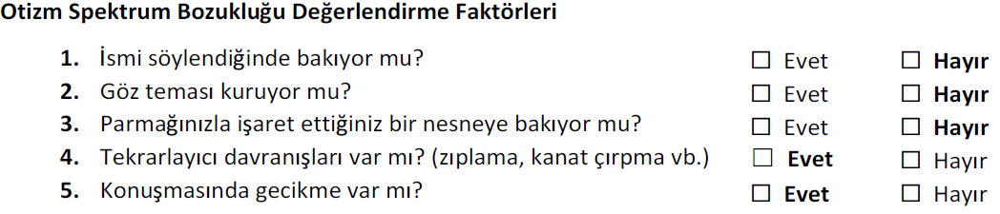 Otizm Spektrum Bozukluğu Değerlendirme Faktörleri
1. İsmi söylendiğinde bakıyor mu? ☐ Evet ☐ Hayır
2. Göz teması kuruyor mu? ☐ Evet ☐ Hayır
3. Parmağınızla işaret ettiğiniz bir nesneye bakıyor mu? ☐ Evet ☐ Hayır
4. Tekrarlayıcı davranışları var mı? (zıplama, kanat çırpma vb.) ☐ Evet ☐ Hayır
5. Konuşmasında gecikme var mı? ☐ Evet ☐ Hayır